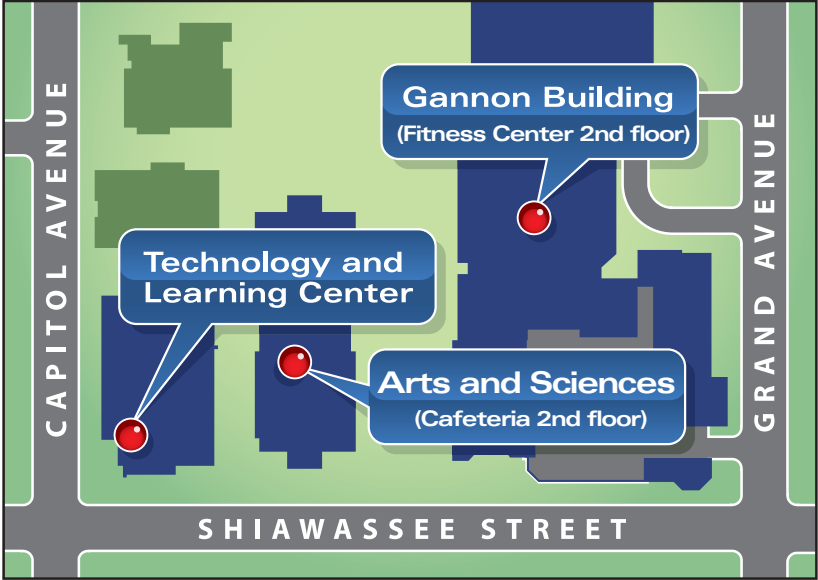 Gannon Building
(Fitness Center 2nd floor)
Technology and
Learning Center
Arts and Sciences
(Cafeteria 2nd floor)
CAPITOL AVENUE
GRAND AVENUE
SHIAWASSEE STREET